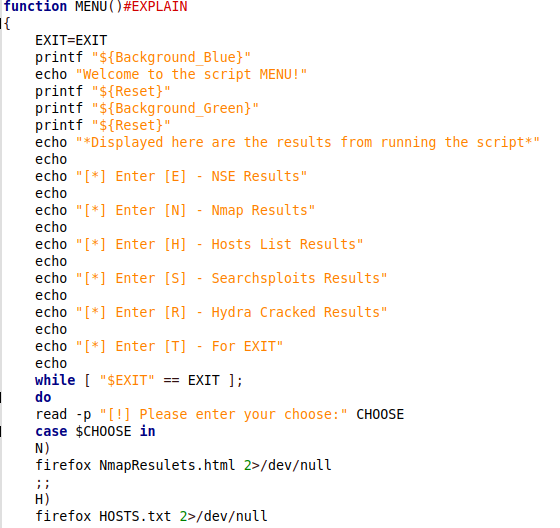 function MENU()#EXPLAIN
{
    EXIT=EXIT
    printf "${Background_Blue}"
    echo "Welcome to the script MENU!"
    printf "${Reset}"
    printf "${Background_Green}"
    printf "${Reset}"
    echo "*Displayed here are the results from running the script*"
    echo
    echo "[*] Enter [E] - NSE Results"
    echo
    echo "[*] Enter [N] - Nmap Results"
    echo
    echo "[*] Enter [H] - Hosts List Results"
    echo
    echo "[*] Enter [S] - Searchsploits Results"
    echo
    echo "[*] Enter [R] - Hydra Cracked Results"
    echo
    echo "[*] Enter [T] - For EXIT"
    echo
    while [ "$EXIT" == EXIT ];
    do
    read -p "[!] Please enter your choose:" CHOOSE
    case $CHOOSE in
    N)
    firefox NmapResulets.html 2>/dev/null
    ;;
    H)
    firefox HOSTS.txt 2>/dev/null